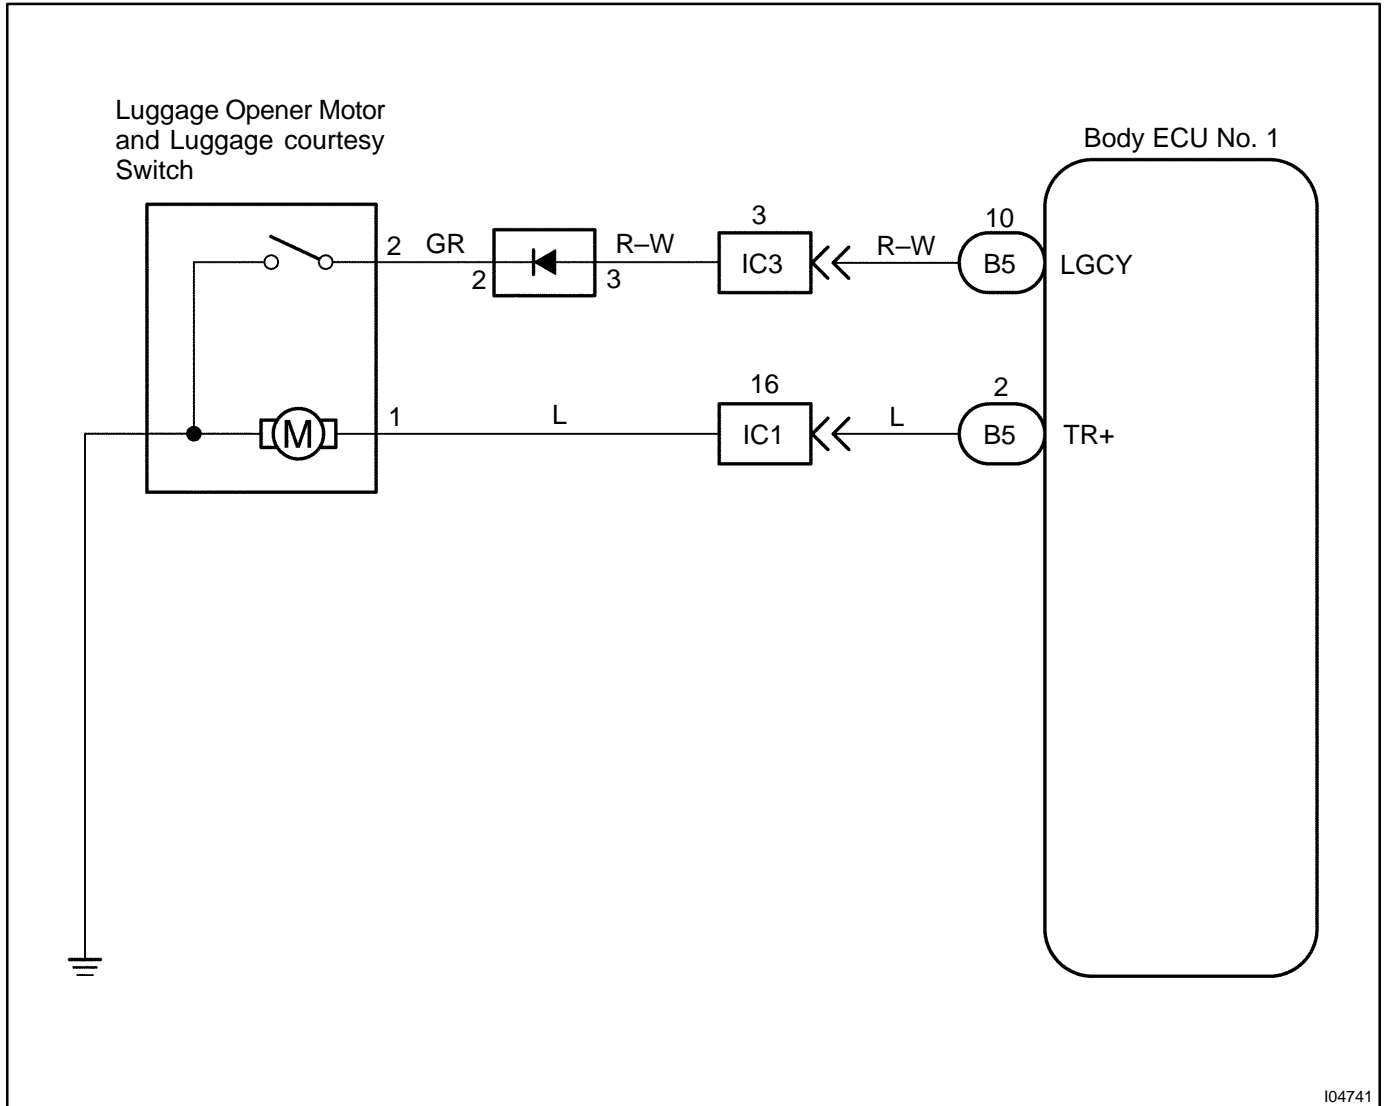 Luggage Opener Motor
and Luggage courtesy
Switch
Body ECU No. 1
2 GR 2 3 R–W 3 IC3 R–W 10 B5 LGCY
M 1 L 16 IC1 L 2 B5 TR+
I04741